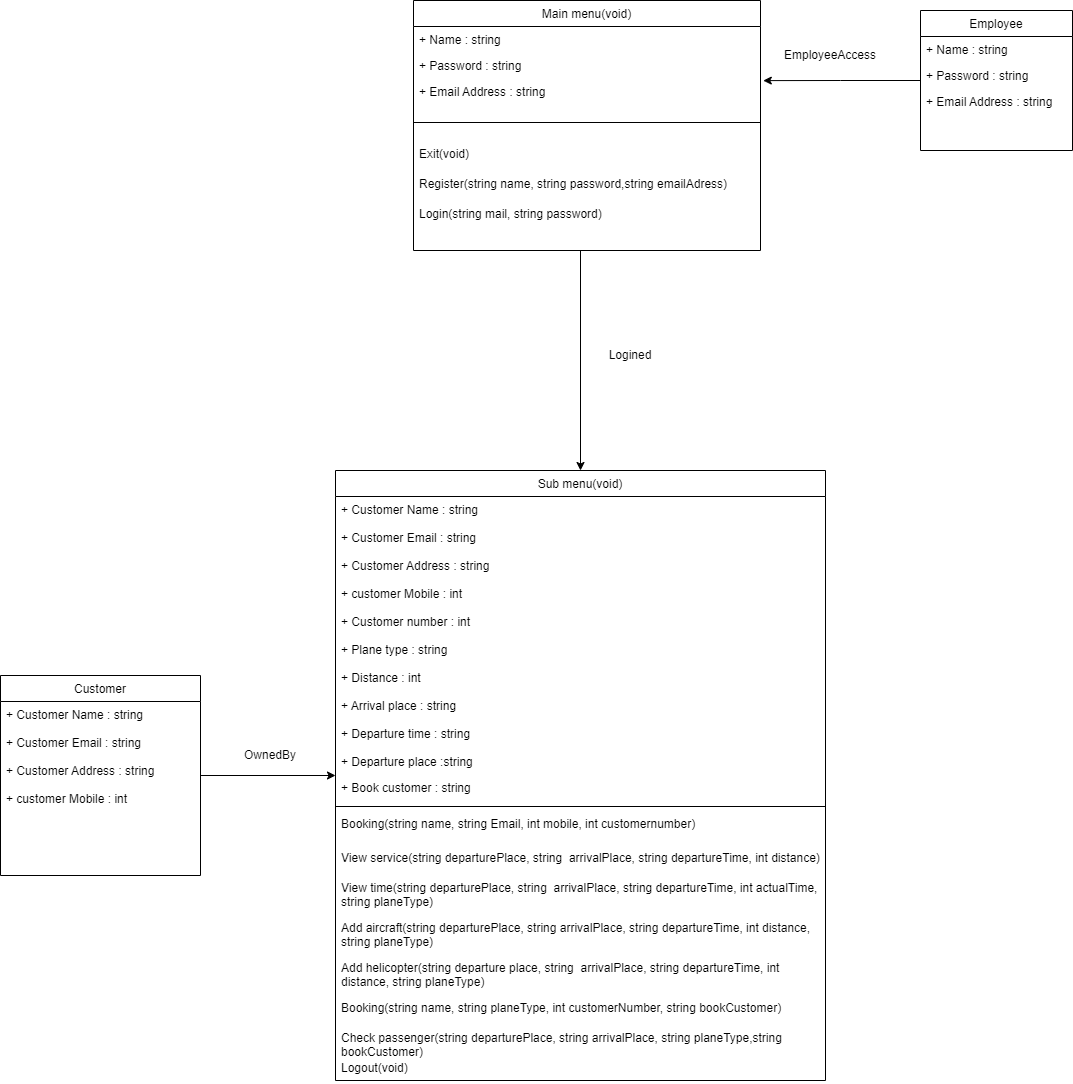 Main menu(void)
+ Name : string
+ Password : string
+ Email Address : string
Exit(void)
Register(string name, string password,string emailAdress)
Login(string mail, string password)
EmployeeAccess
Employee
+ Name : string
+ Password : string
+ Email Address : string
Logined
Sub menu(void)
+ Customer Name : string
+ Customer Email : string
+ Customer Address : string
+ customer Mobile : int
+ Customer number : int
+ Plane type : string
+ Distance : int
+ Arrival place : string
+ Departure time : string
+ Departure place :string
+ Book customer : string
Booking(string name, string Email, int mobile, int customernumber)
View service(string departurePlace, string  arrivalPlace, string departureTime, int distance)
View time(string departurePlace, string  arrivalPlace, string departureTime, int actualTime,
string planeType)
Add aircraft(string departurePlace, string arrivalPlace, string departureTime, int distance,
string planeType)
Add helicopter(string departure place, string  arrivalPlace, string departureTime, int
distance, string planeType)
Booking(string name, string planeType, int customerNumber, string bookCustomer)
Check passenger(string departurePlace, string arrivalPlace, string planeType,string
bookCustomer)
Logout(void)
Customer
+ Customer Name : string
+ Customer Email : string
+ Customer Address : string
+ customer Mobile : int
OwnedBy